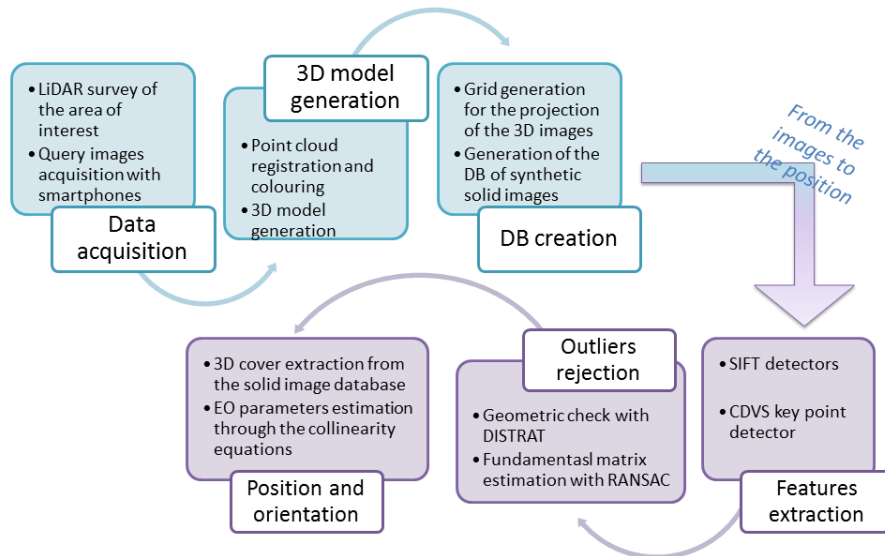 • LiDAR survey of
the area of
interest
• Query images
acquisition with
smartphones
Data
acquisition
3D model
generation
• Point cloud
registration and
colouring
• 3D model
generation
• Grid generation
for the projection
of the 3D images
• Generation of the
DB of synthetic
solid images
DB creation
From the
images to
the position
• SIFT detectors
• CDVS key point
detector
Features
extraction
Outliers
rejection
• Geometric check with
DISTRAT
• Fundamentasl matrix
estimation with RANSAC
• 3D cover extraction from
the solid image database
• EO parameters estimation
through the collinearity
equations
Position and
orientation